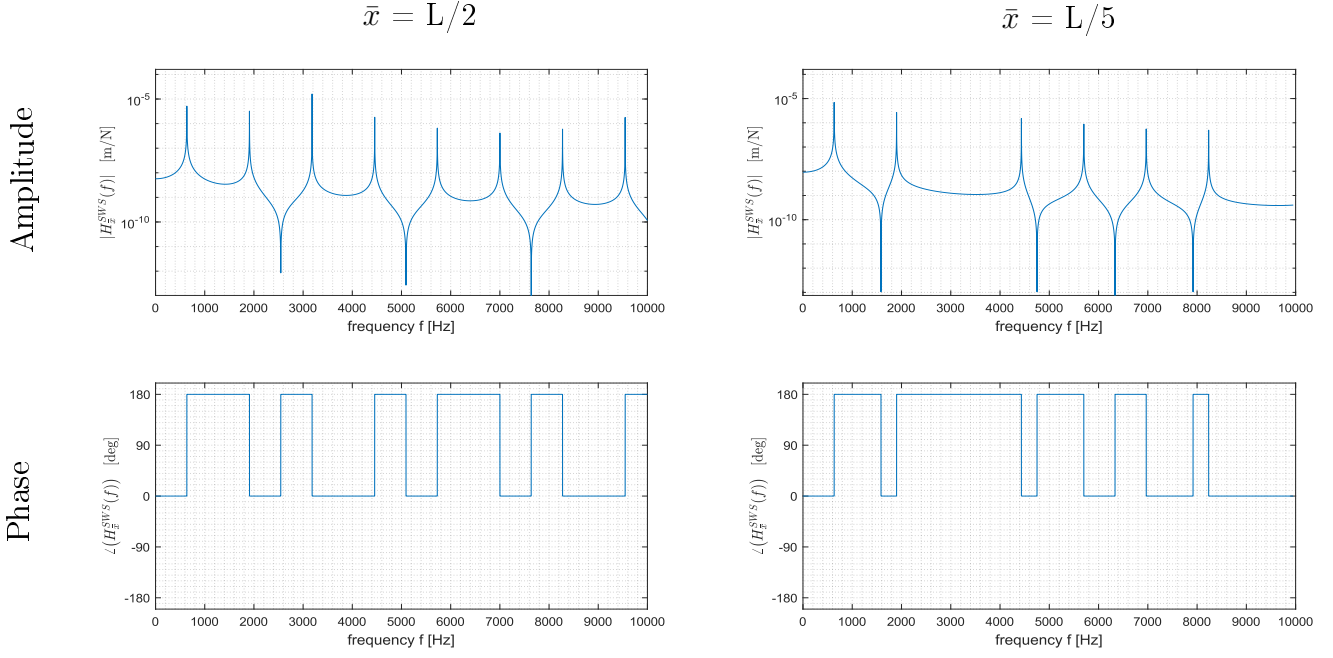 x̄ = L/2
x̄ = L/5
Amplitude
|H_x̄^{SWS}(f)| [m/N]
10^-5
10^-10
0 1000 2000 3000 4000 5000 6000 7000 8000 9000 10000
frequency f [Hz]
|H_x̄^{SWS}(f)| [m/N]
10^-5
10^-10
0 1000 2000 3000 4000 5000 6000 7000 8000 9000 10000
frequency f [Hz]
Phase
∠(H_x̄^{SWS}(f)) [deg]
180
90
0
-90
-180
0 1000 2000 3000 4000 5000 6000 7000 8000 9000 10000
frequency f [Hz]
∠(H_x̄^{SWS}(f)) [deg]
180
90
0
-90
-180
0 1000 2000 3000 4000 5000 6000 7000 8000 9000 10000
frequency f [Hz]